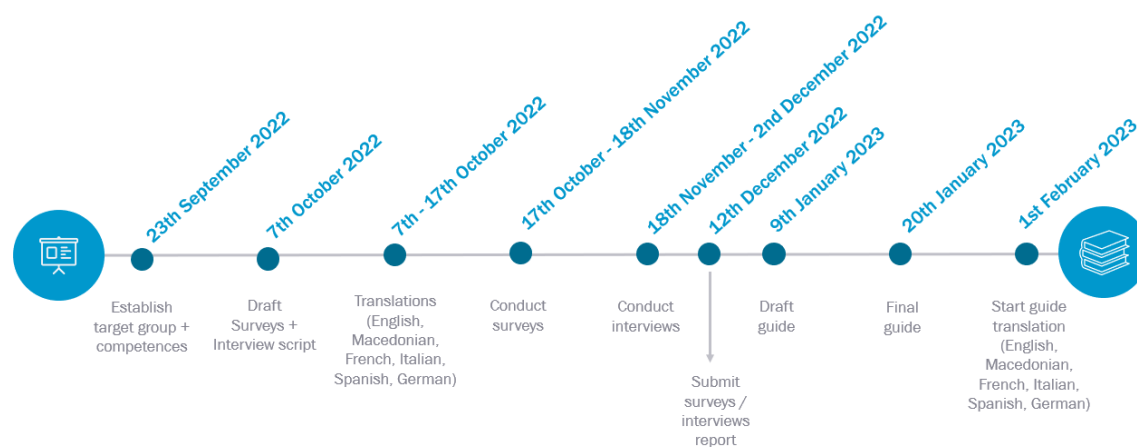 23th September 2022
7th October 2022
7th - 17th October 2022
17th October - 18th November 2022
18th November - 2nd December 2022
12th December 2022
9th January 2023
20th January 2023
1st February 2023
Establish
target group +
competences
Draft
Surveys +
Interview script
Translations
(English,
Macedonian,
French, Italian,
Spanish, German)
Conduct
surveys
Conduct
interviews
Submit
surveys /
interviews
report
Draft
guide
Final
guide
Start guide
translation
(English,
Macedonian,
French, Italian,
Spanish, German)